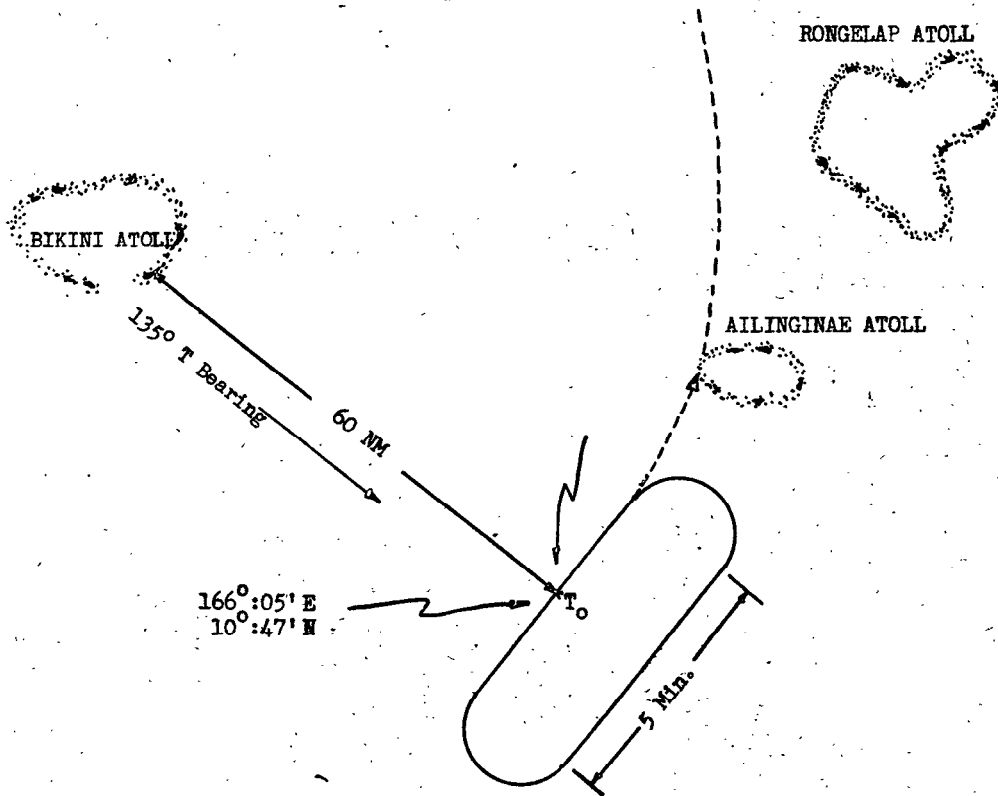 RONGELAP ATOLL
BIKINI ATOLL
AILINGINAE ATOLL
135° T Bearing
60 NM
166°:05' E
10°:47' N
T₀
5 Min.